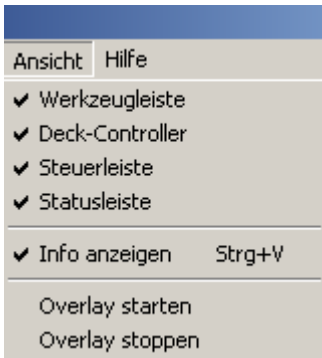 Ansicht Hilfe
Werkzeugleiste
Deck-Controller
Steuerleiste
Statusleiste
Info anzeigen Strg+V
Overlay starten
Overlay stoppen